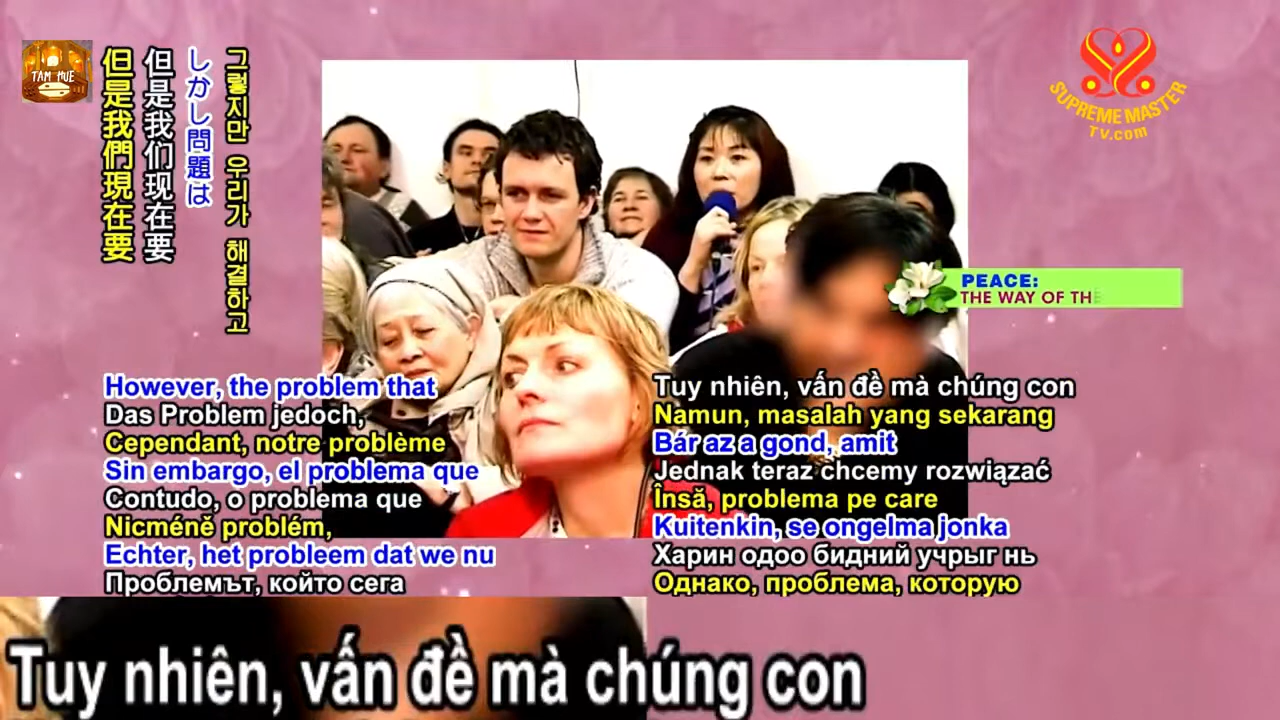 TAM HUE
但是我們現在要
但是我们现在要
しかし問題は
그렇지만 우리가 해결하고
SUPREME MASTER
TV.com
PEACE:
THE WAY OF TH
However, the problem that
Das Problem jedoch,
Cependant, notre problème
Sin embargo, el problema que
Contudo, o problema que
Nicméně problém,
Echter, het probleem dat we nu
Проблемът, който сега
Tuy nhiên, vấn đề mà chúng con
Namun, masalah yang sekarang
Bár az a gond, amit
Jednak teraz chcemy rozwiązać
Însă, problema pe care
Kuitenkin, se ongelma jonka
Харин одоо бидний учрыг нь
Однако, проблема, которую
Tuy nhiên, vấn đề mà chúng con